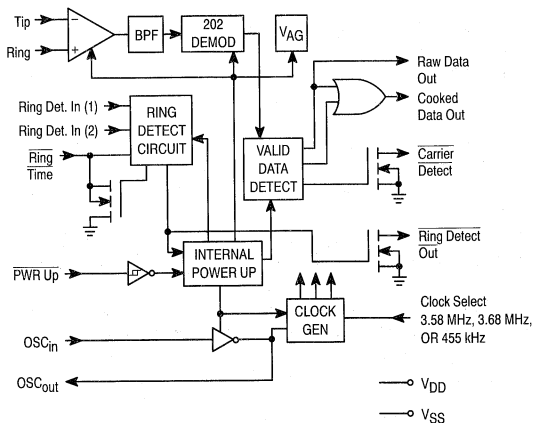 Tip
Ring
−
+
BPF
202
DEMOD
VAG
Raw Data
Out
Cooked
Data Out
Ring Det. In (1)
Ring Det. In (2)
Ring
Time
RING
DETECT
CIRCUIT
VALID
DATA
DETECT
Carrier
Detect
Ring Detect
Out
PWR Up
INTERNAL
POWER UP
CLOCK
GEN
Clock Select
3.58 MHz, 3.68 MHz,
OR 455 kHz
OSCin
OSCout
VDD
VSS